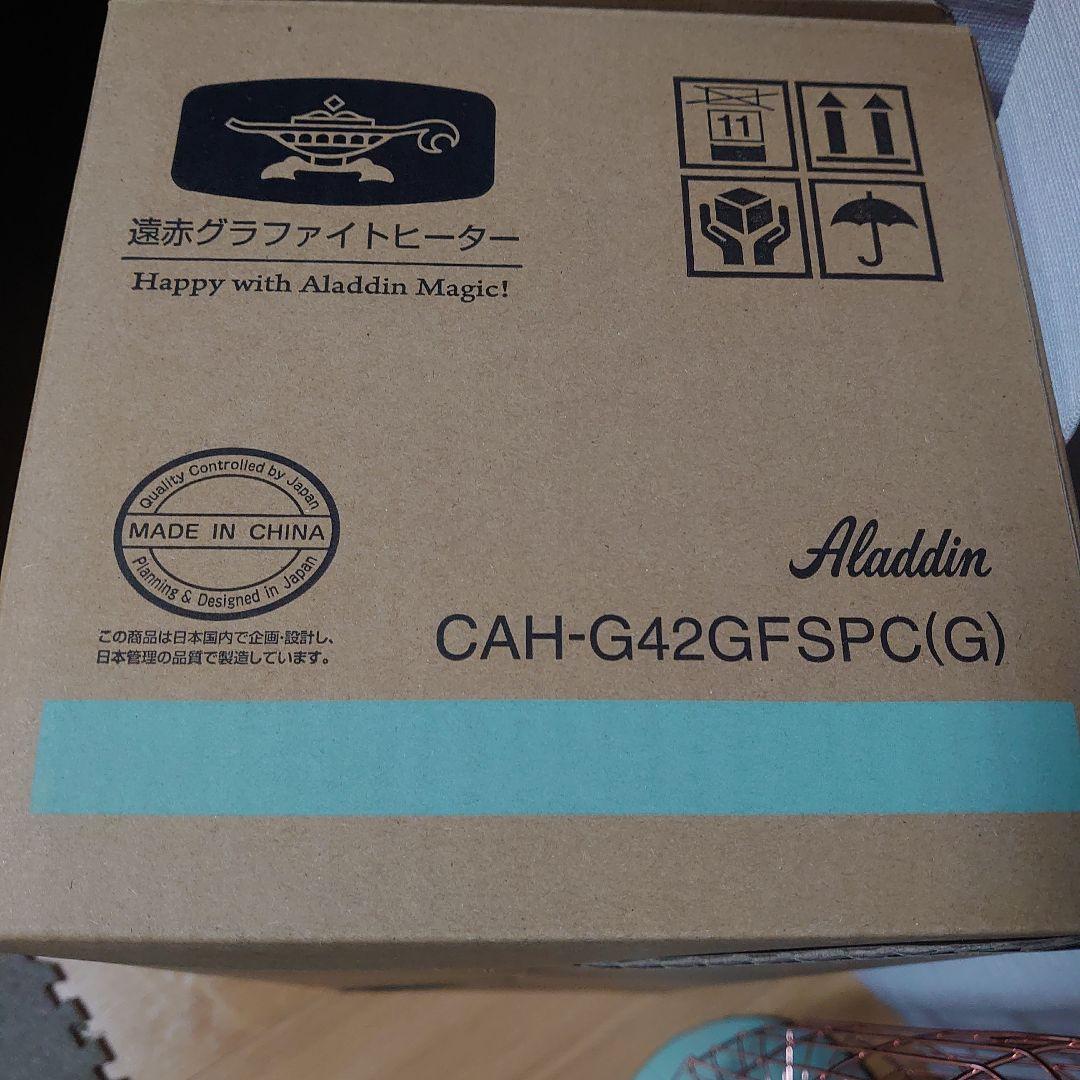 遠赤グラファイトヒーター
Happy with Aladdin Magic!
11
Quality Controlled by Japan
MADE IN CHINA
Planning & Designed in Japan
この商品は日本国内で企画・設計し、
日本管理の品質で製造しています。
Aladdin
CAH-G42GFSPC(G)